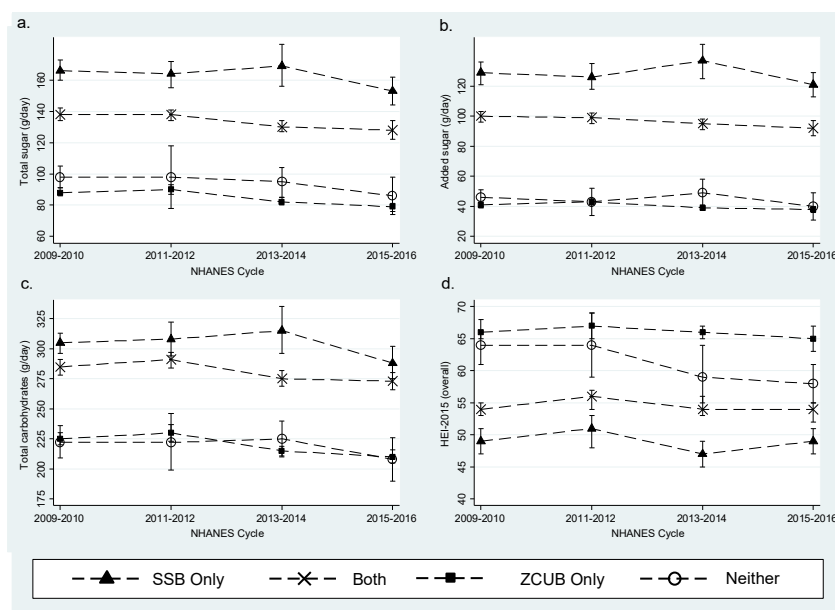 a.
Total sugar (g/day)
160
140
120
100
80
60
2009-2010 2011-2012 2013-2014 2015-2016
NHANES Cycle
b.
Added sugar (g/day)
120
100
80
60
40
20
2009-2010 2011-2012 2013-2014 2015-2016
NHANES Cycle
c.
Total carbohydrates (g/day)
325
300
275
250
225
200
175
2009-2010 2011-2012 2013-2014 2015-2016
NHANES Cycle
d.
HEI-2015 (overall)
70
65
60
55
50
45
40
2009-2010 2011-2012 2013-2014 2015-2016
NHANES Cycle
SSB Only Both ZCUB Only Neither